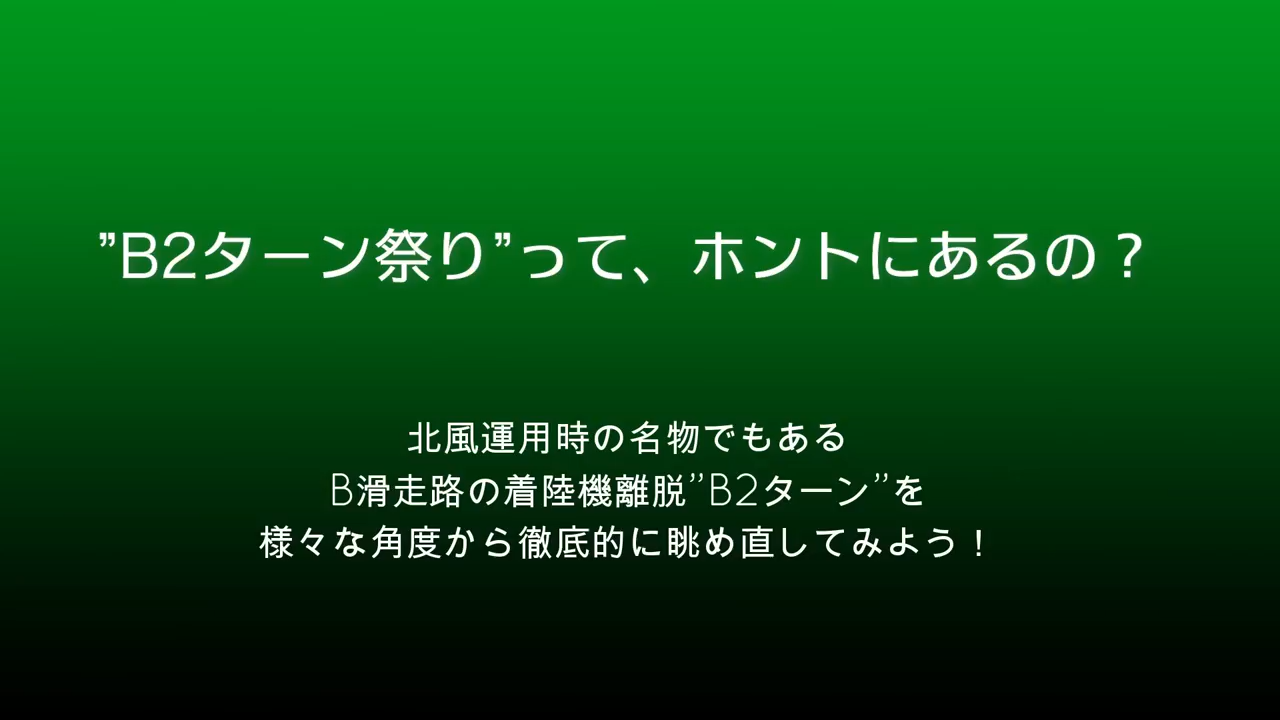 ”B2ターン祭り”って、ホントにあるの？
北風運用時の名物でもある
B滑走路の着陸機離脱”B2ターン”を
様々な角度から徹底的に眺め直してみよう！